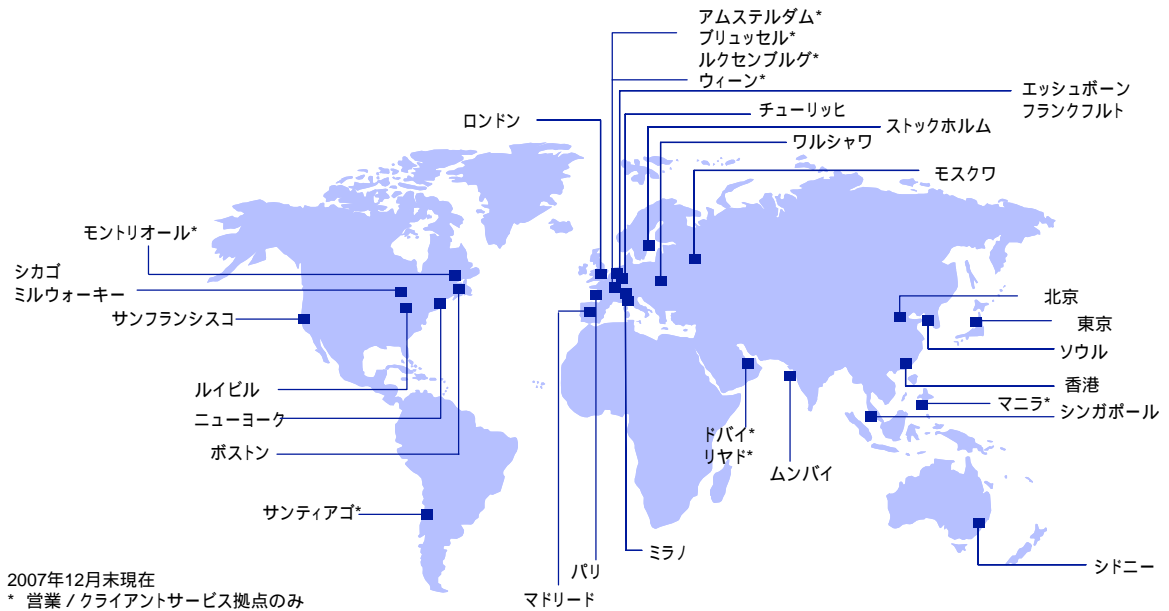 アムステルダム*
ブリュッセル*
ルクセンブルグ*
ウィーン*
エッシュボーン
フランクフルト
チューリッヒ
ロンドン
ストックホルム
ワルシャワ
モスクワ
モントリオール*
シカゴ
ミルウォーキー
サンフランシスコ
北京
東京
ソウル
ルイビル
香港
マニラ*
シンガポール
ニューヨーク
ボストン
ドバイ*
リヤド*
ムンバイ
サンティアゴ*
ミラノ
パリ
シドニー
マドリード
2007年12月末現在
* 営業 / クライアントサービス拠点のみ